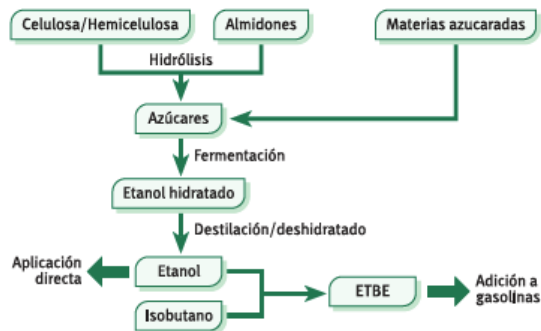 Celulosa/Hemicelulosa
Almidones
Materias azucaradas
Hidrólisis
Azúcares
Fermentación
Etanol hidratado
Destilación/deshidratado
Aplicación
directa
Etanol
ETBE
Adición a
gasolinas
Isobutano